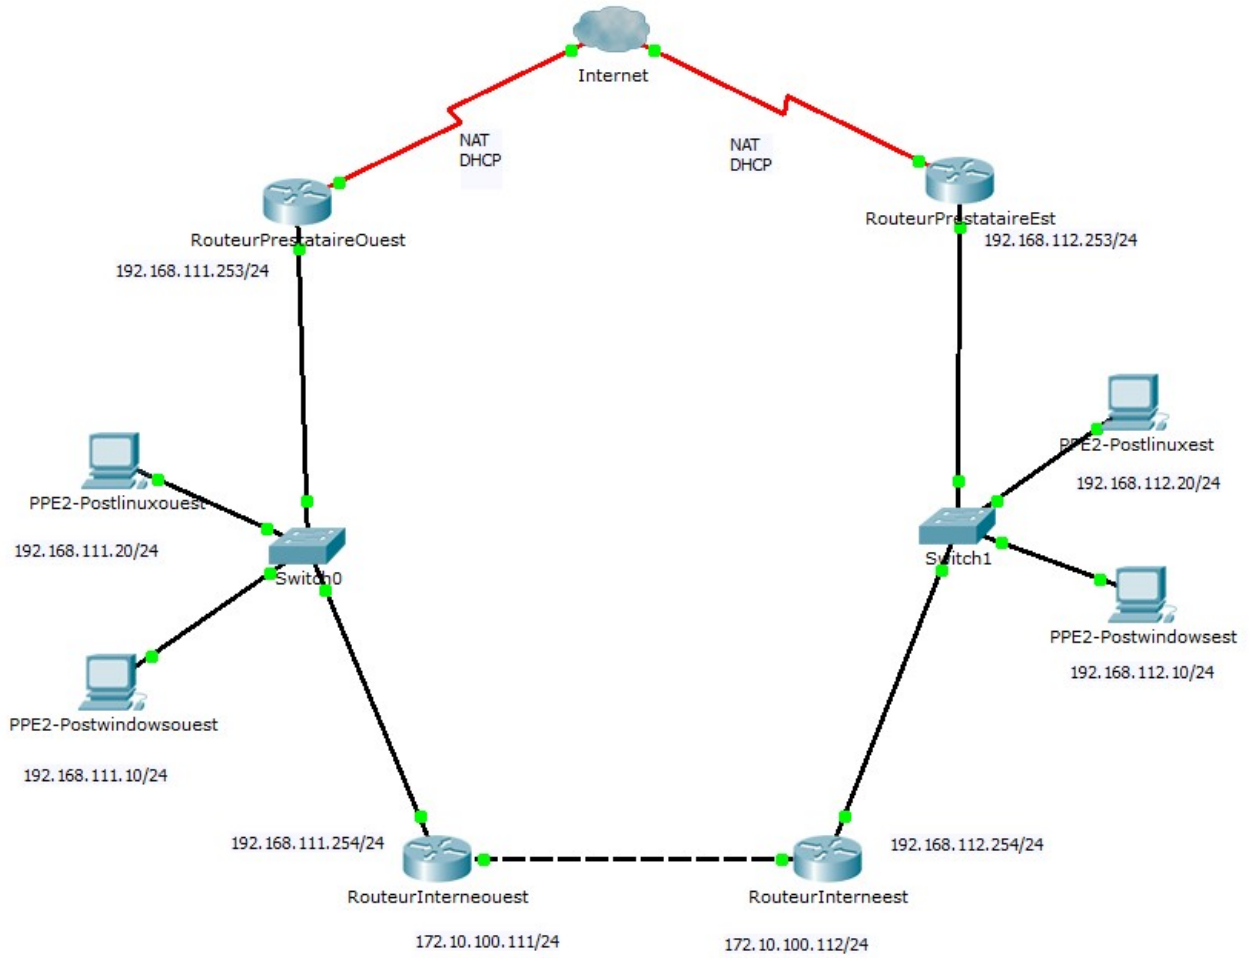 Internet
NAT
DHCP
NAT
DHCP
RouteurPrestataireOuest
192.168.111.253/24
RouteurPrestataireEst
192.168.112.253/24
PPE2-Postlinuxouest
192.168.111.20/24
Switch0
PPE2-Postwindowsouest
192.168.111.10/24
PPE2-Postlinuxest
192.168.112.20/24
Switch1
PPE2-Postwindowsest
192.168.112.10/24
192.168.111.254/24
RouteurInterneouest
172.10.100.111/24
192.168.112.254/24
RouteurInterneest
172.10.100.112/24